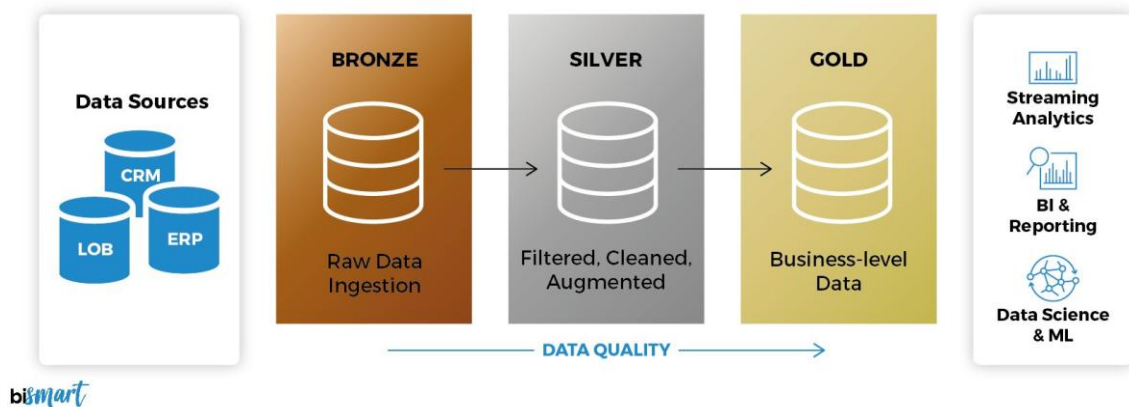 Data Sources
CRM
LOB
ERP
BRONZE
Raw Data
Ingestion
SILVER
Filtered, Cleaned,
Augmented
GOLD
Business-level
Data
DATA QUALITY
Streaming
Analytics
BI &
Reporting
Data Science
& ML
bismart